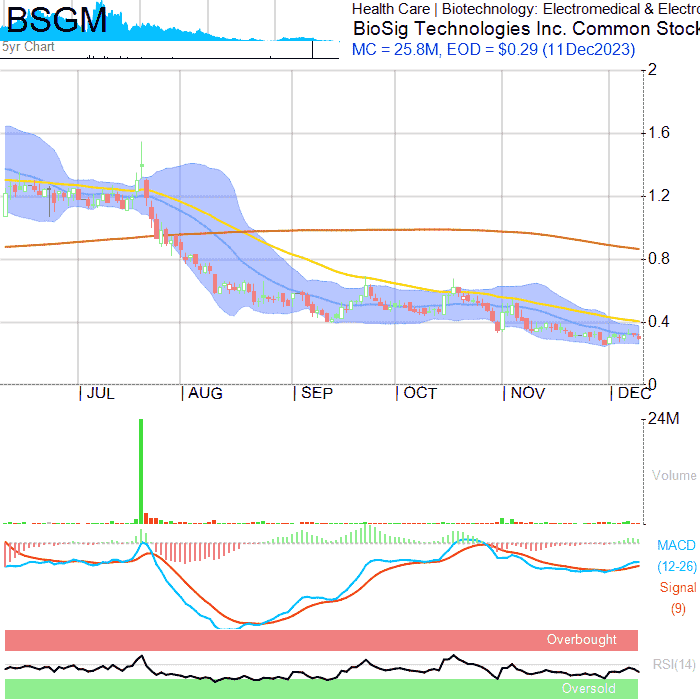 BSGM
5yr Chart
Health Care | Biotechnology: Electromedical & Electro
BioSig Technologies Inc. Common Stock
MC = 25.8M, EOD = $0.29 (11Dec2023)
2
1.6
1.2
0.8
0.4
0
JUL AUG SEP OCT NOV DEC
24M
Volume
MACD
(12-26)
Signal
(9)
Overbought
RSI(14)
Oversold